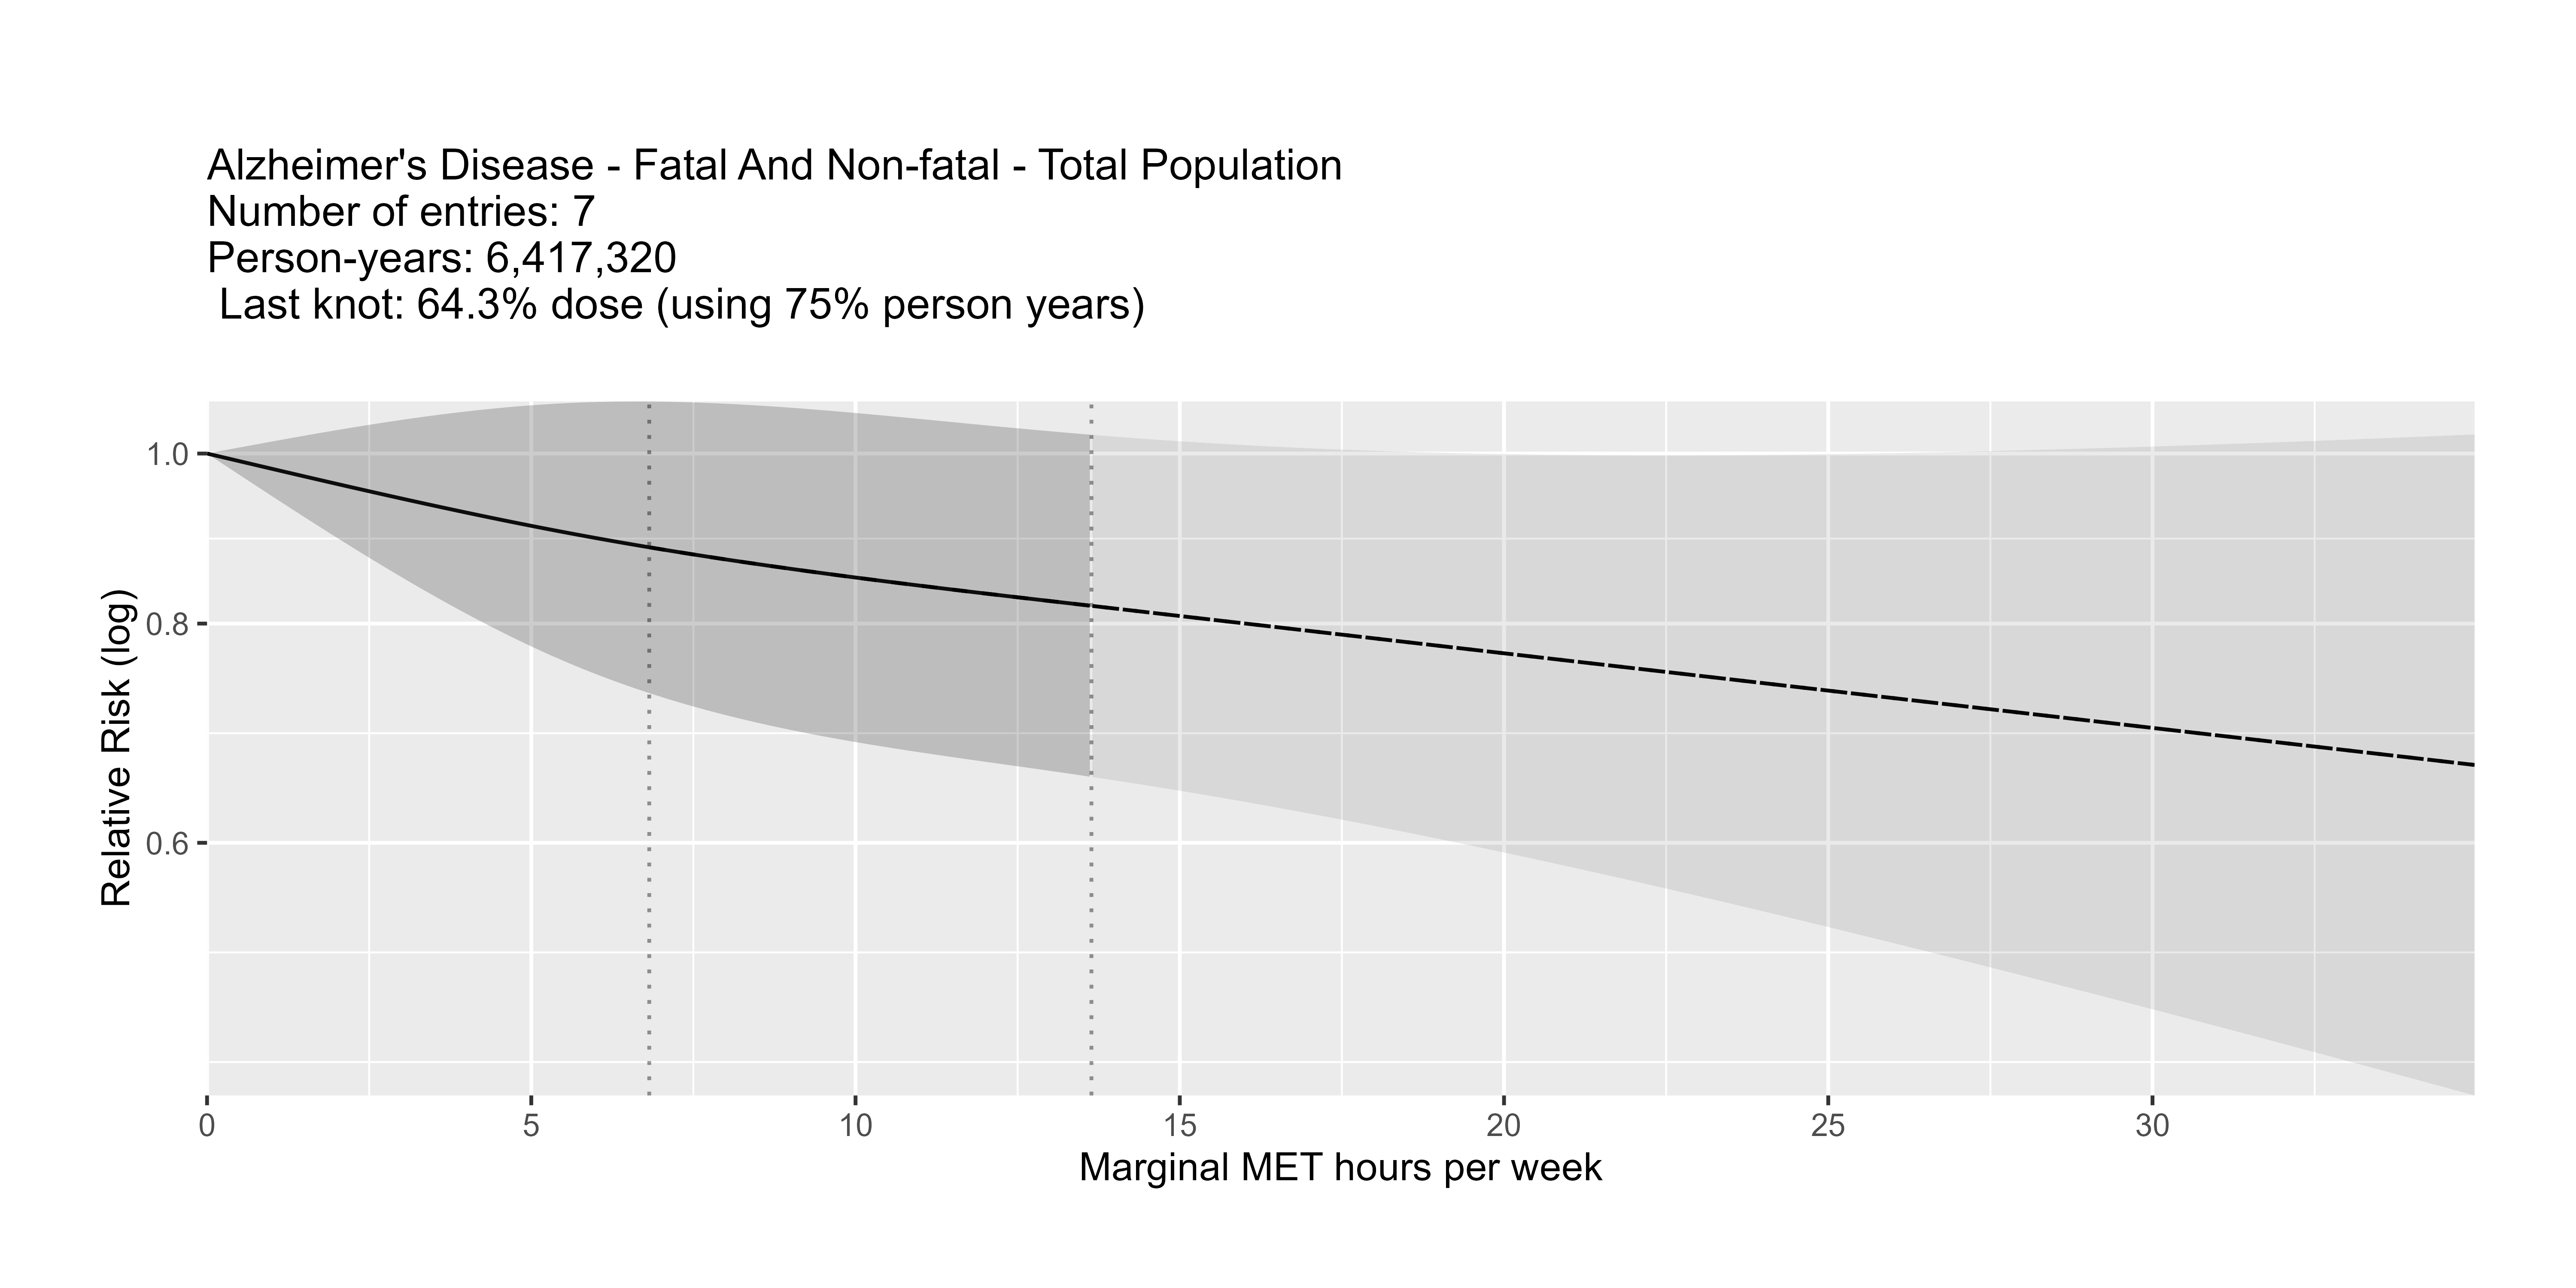 Alzheimer's Disease - Fatal And Non-fatal - Total Population
Number of entries: 7
Person-years: 6,417,320
Last knot: 64.3% dose (using 75% person years)
Relative Risk (log)
1.0
0.8
0.6
0 5 10 15 20 25 30
Marginal MET hours per week